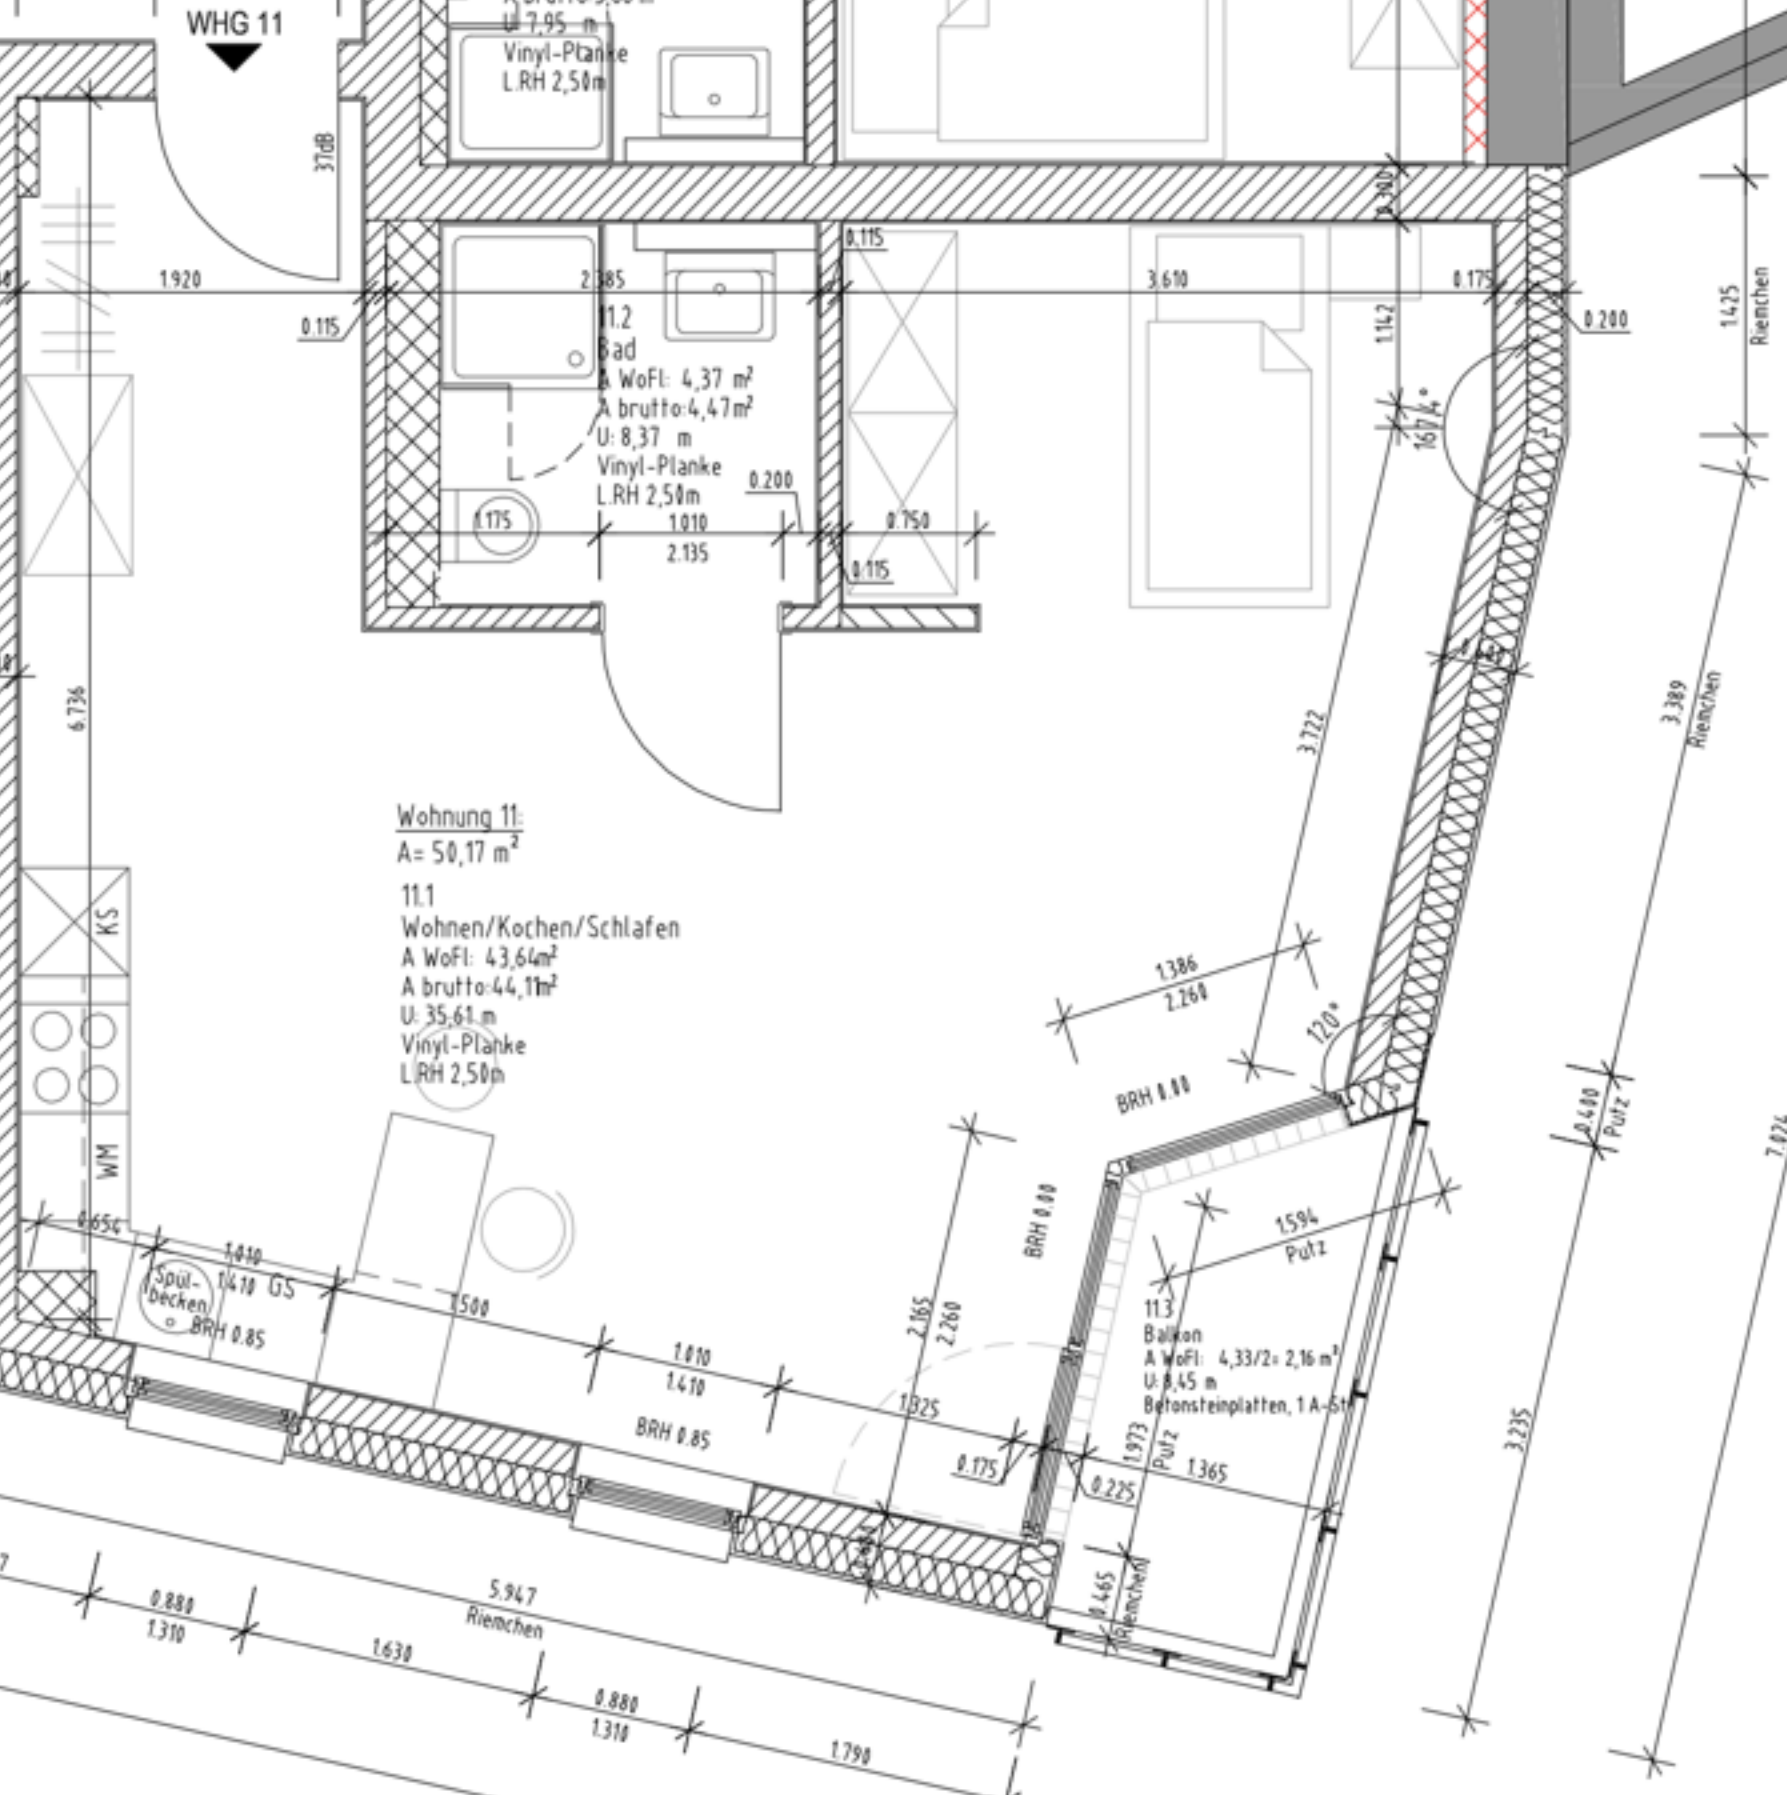 WHG 11
U: 7,95 m
Vinyl-Planke
L.RH 2,50m
37dB
0.300
1.920
0.115
2.385
0.115
3.610
0.175
0.200
1.142
1.425
Riemchen
11.2
Bad
A WoFl: 4,37 m²
A brutto:4,47m²
U: 8,37 m
Vinyl-Planke
L.RH 2,50m
0.200
1.175
1.010
2.135
0.750
0.115
6.736
3.722
3.389
Riemchen
Wohnung 11:
A= 50,17 m²
11.1
Wohnen/Kochen/Schlafen
A WoFl: 43,64m²
A brutto:44,11m²
U: 35,61 m
Vinyl-Planke
L.RH 2,50m
KS
WM
1.386
2.260
120°
BRH 0.00
BRH 0.00
0.400
Putz
7.024
1.594
Putz
0.654
1.010
1.410
GS
Spül-
becken
BRH 0.85
1.500
1.010
1.410
BRH 0.85
1.325
2.165
2.260
0.175
0.225
11.3
Balkon
A WoFl: 4,33/2= 2,16 m²
U: 8,45 m
Betonsteinplatten, 1 A-St
1.973
Putz
1.365
3.235
0.465
Riemchen
5.947
Riemchen
0.880
1.310
1.630
0.880
1.310
1.790